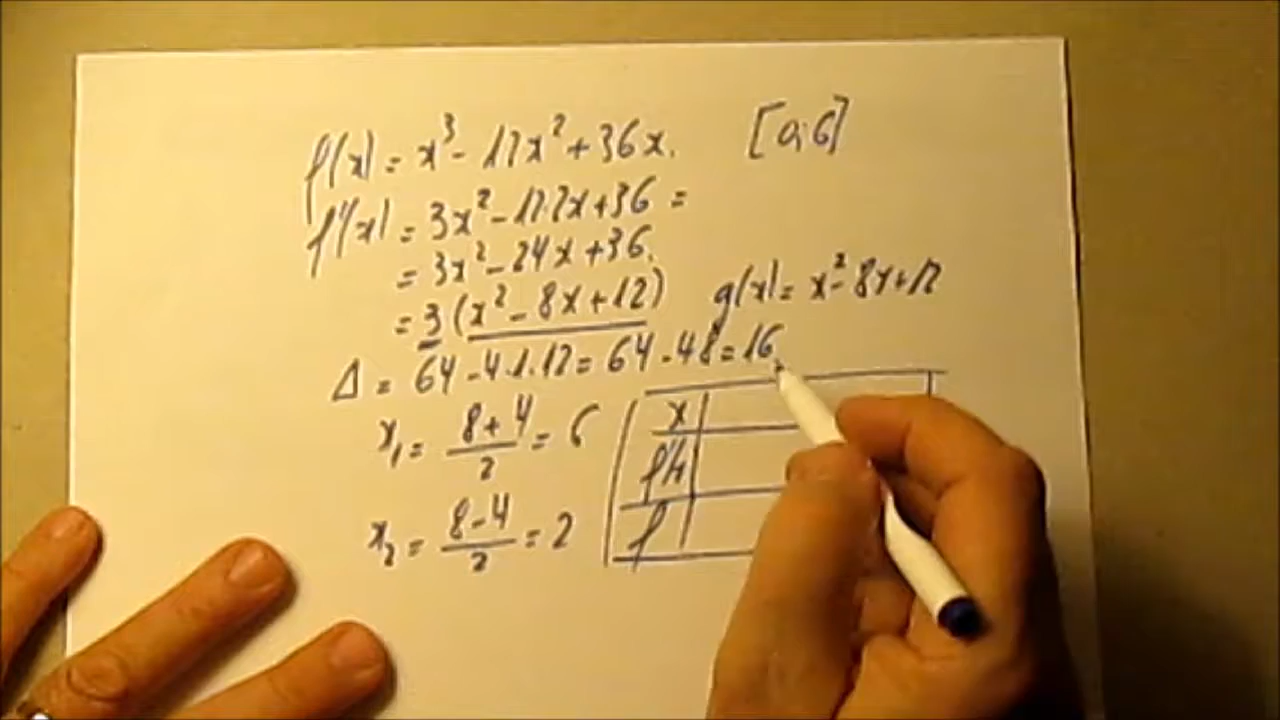 f(x) = x³ - 12x² + 36x. [0;6]
f'(x) = 3x² - 12·2x + 36 =
= 3x² - 24x + 36.
= 3(x² - 8x + 12) g(x) = x² - 8x + 12
Δ = 64 - 4·1·12 = 64 - 48 = 16
x₁ = (8 + 4)/2 = 6
x₂ = (8 - 4)/2 = 2
x
f'(x)
f